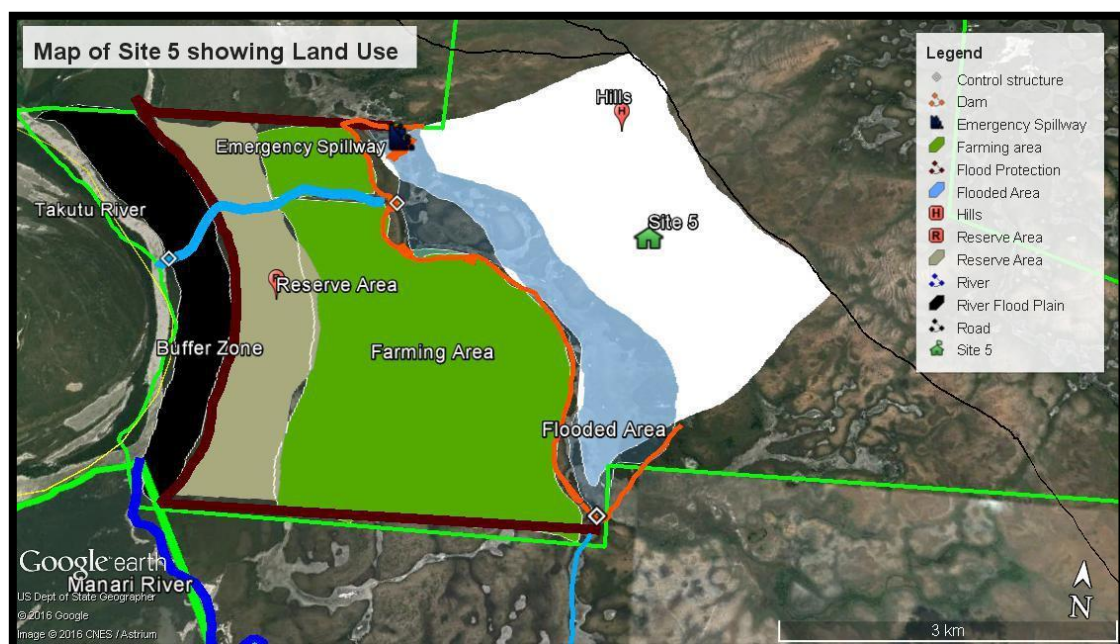 Map of Site 5 showing Land Use
Legend
Control structure
Dam
Emergency Spillway
Farming area
Flood Protection
Flooded Area
H Hills
R Reserve Area
Reserve Area
River
River Flood Plain
Road
Site 5
Hills
H
Emergency Spillway
Takutu River
Site 5
Reserve Area
Buffer Zone
Farming Area
Flooded Area
Google earth
Manari River
US Dept of State Geographer
© 2016 Google
Image © 2016 CNES / Astrium
N
3 km